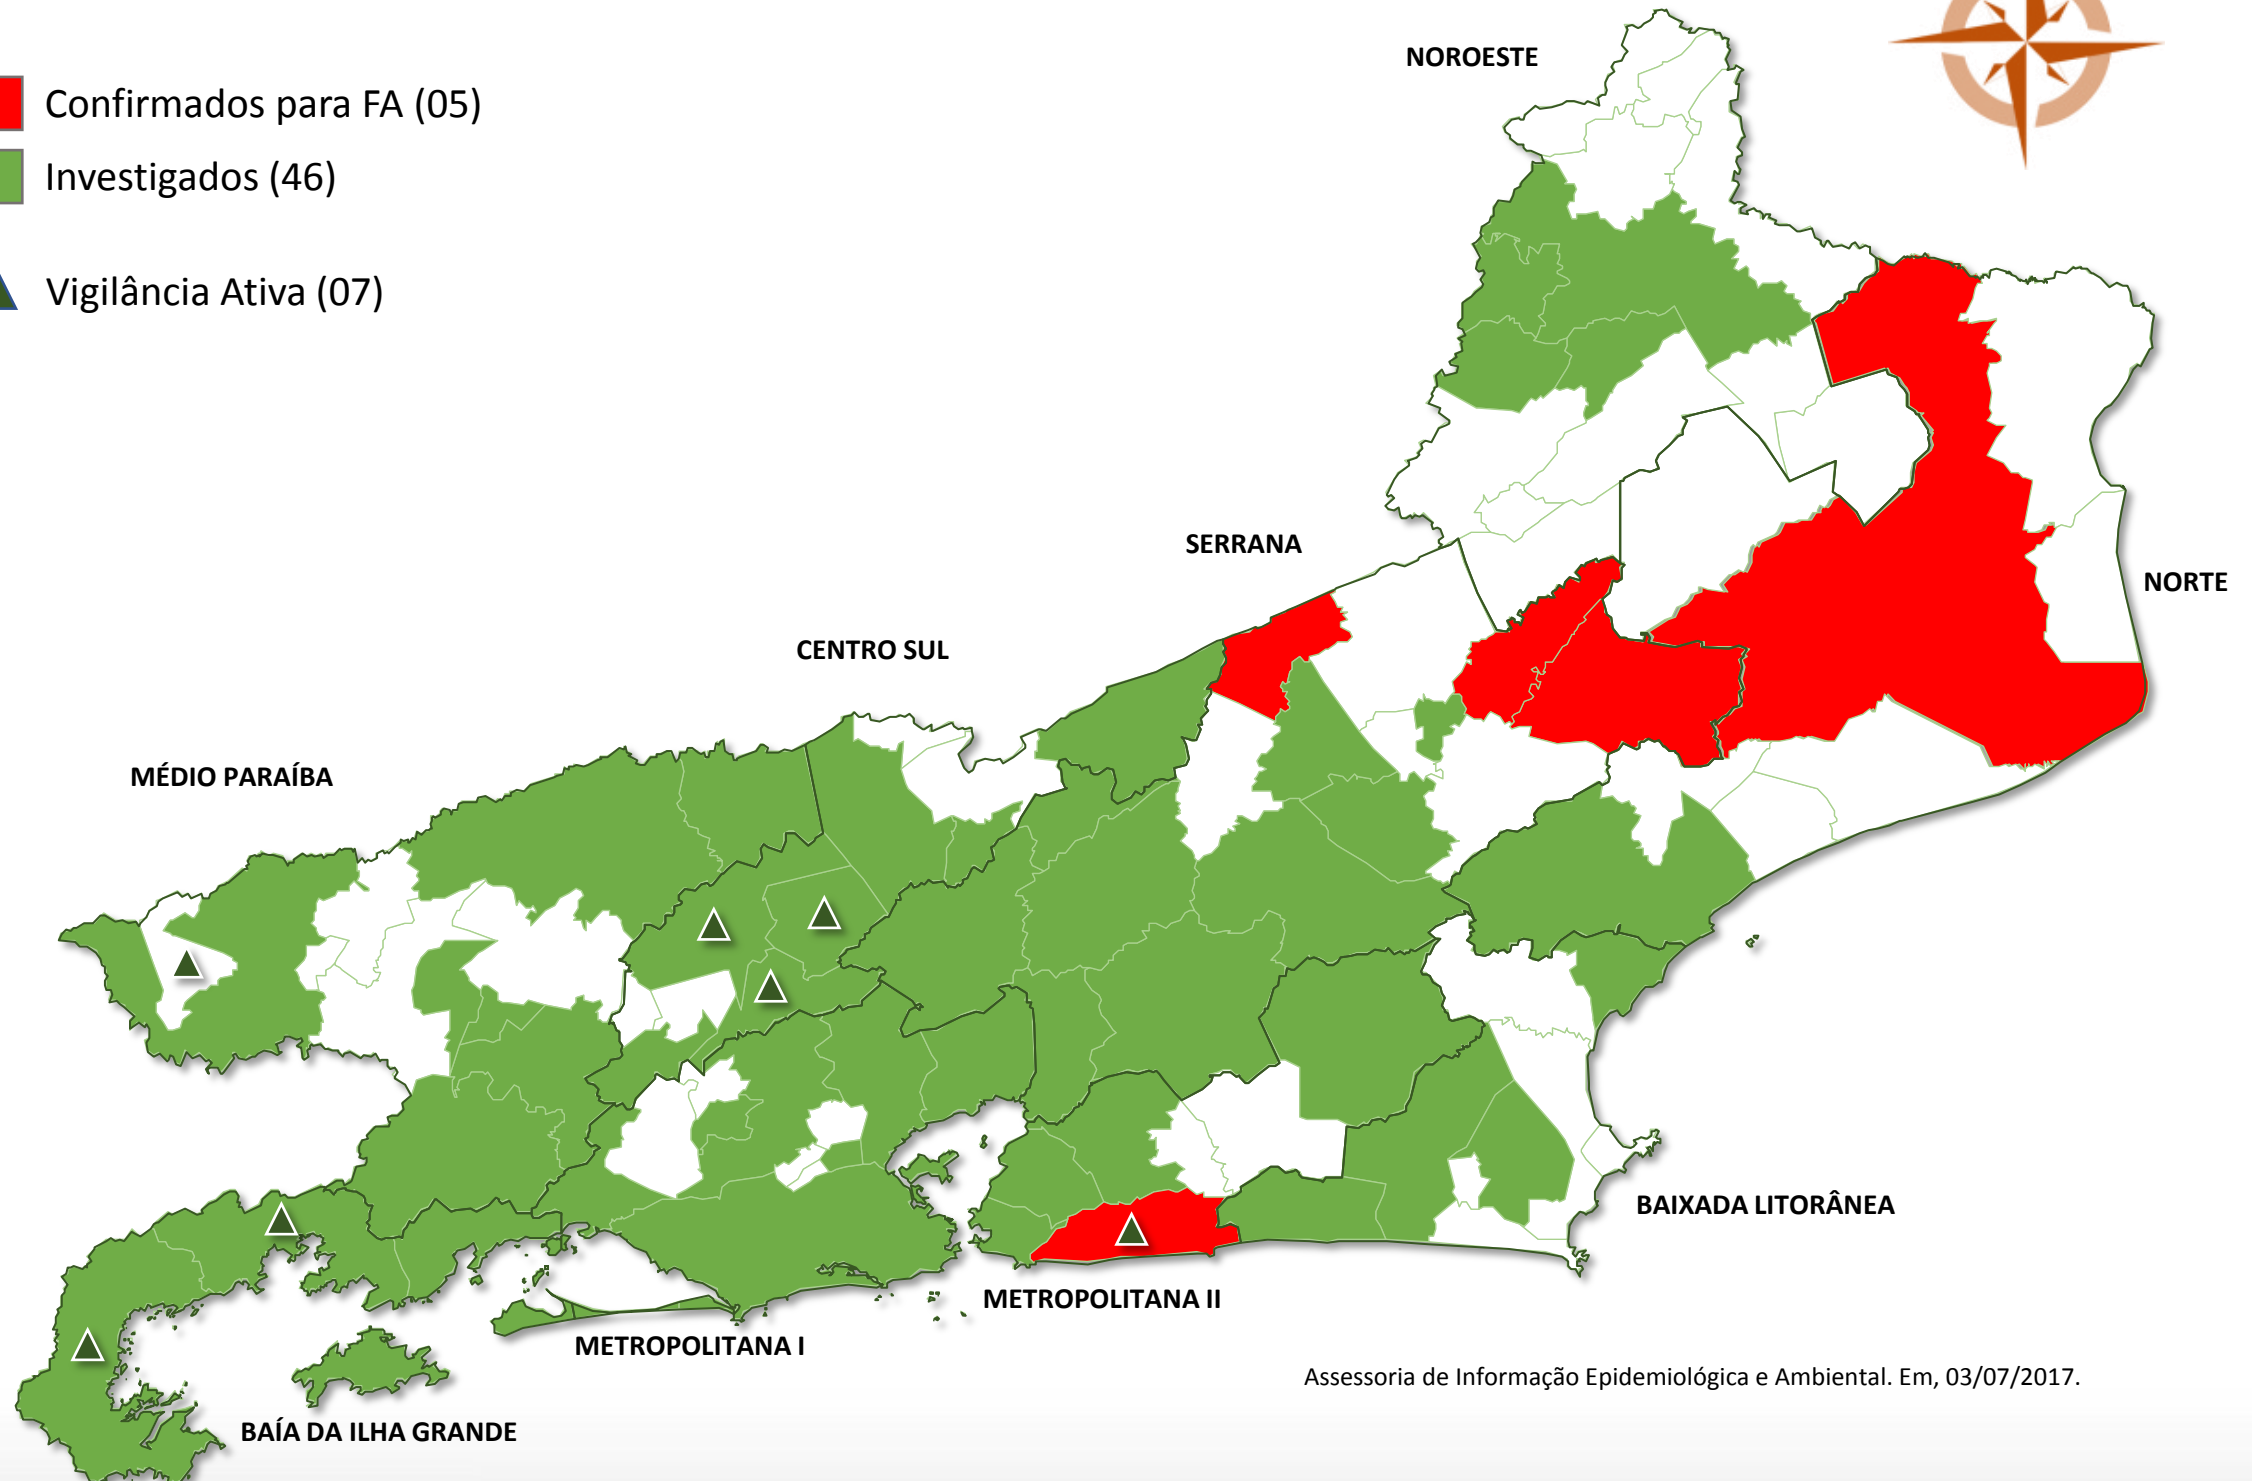 NOROESTE
Confirmados para FA (05)
Investigados (46)
Vigilância Ativa (07)
SERRANA
NORTE
CENTRO SUL
MÉDIO PARAÍBA
BAIXADA LITORÂNEA
METROPOLITANA II
METROPOLITANA I
Assessoria de Informação Epidemiológica e Ambiental. Em, 03/07/2017.
BAÍA DA ILHA GRANDE